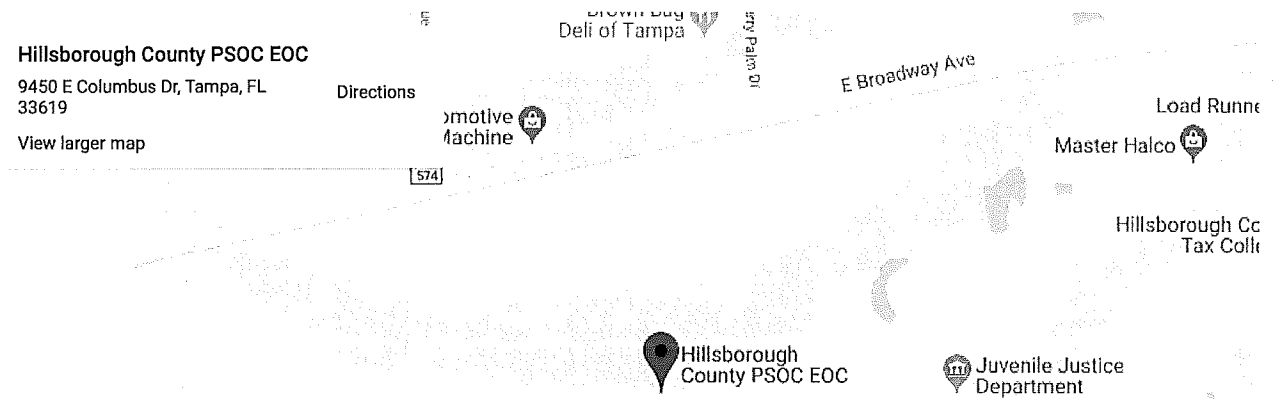 Hillsborough County PSOC EOC
9450 E Columbus Dr, Tampa, FL
33619
Directions
View larger map
Deli of Tampa
E Broadway Ave
omotive
Machine
574
Load Runne
Master Halco
Hillsborough Co
Tax Colle
Hillsborough
County PSOC EOC
Juvenile Justice
Department